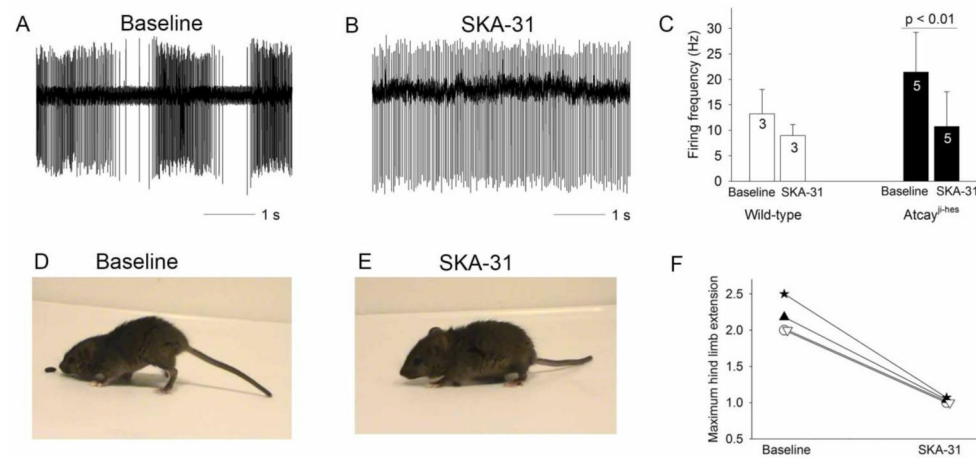 A Baseline
1 s
B SKA-31
1 s
C
Firing frequency (Hz)
30
25
20
15
10
5
0
p < 0.01
3
3
5
5
Baseline SKA-31
Baseline SKA-31
Wild-type
Atcay^ji-hes
D Baseline
E SKA-31
F
Maximum hind limb extension
2.5
2.0
1.5
1.0
0.5
Baseline
SKA-31